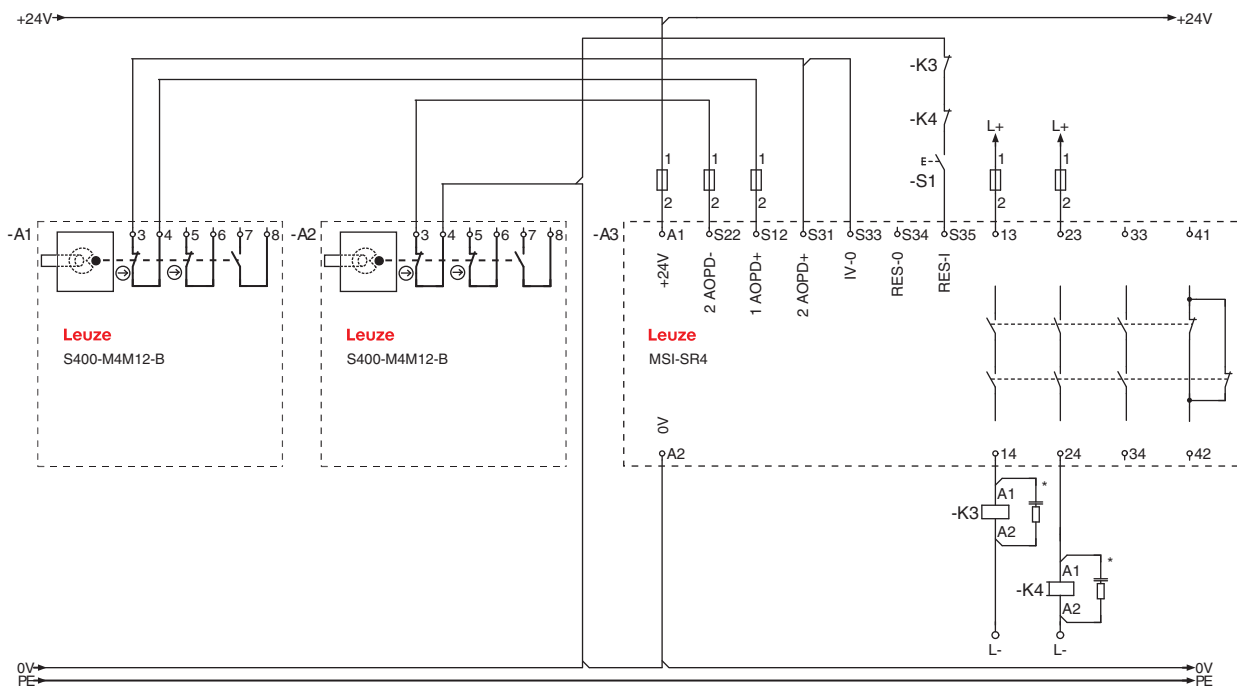 +24V +24V
-K3
-K4
L+ L+
1 1 1 E-- 1 1
-S1
2 2 2 2 2
-A1 3 4 5 6 7 8 -A2 3 4 5 6 7 8 -A3 A1 S22 S12 S31 S33 S34 S35 13 23 33 41
+24V
2 AOPD-
1 AOPD+
2 AOPD+
IV-0
RES-0
RES-I
Leuze Leuze Leuze
S400-M4M12-B S400-M4M12-B MSI-SR4
0V
A2 14 24 34 42
A1 *
-K3
A2
A1 *
-K4
A2
L- L-
0V 0V
PE PE